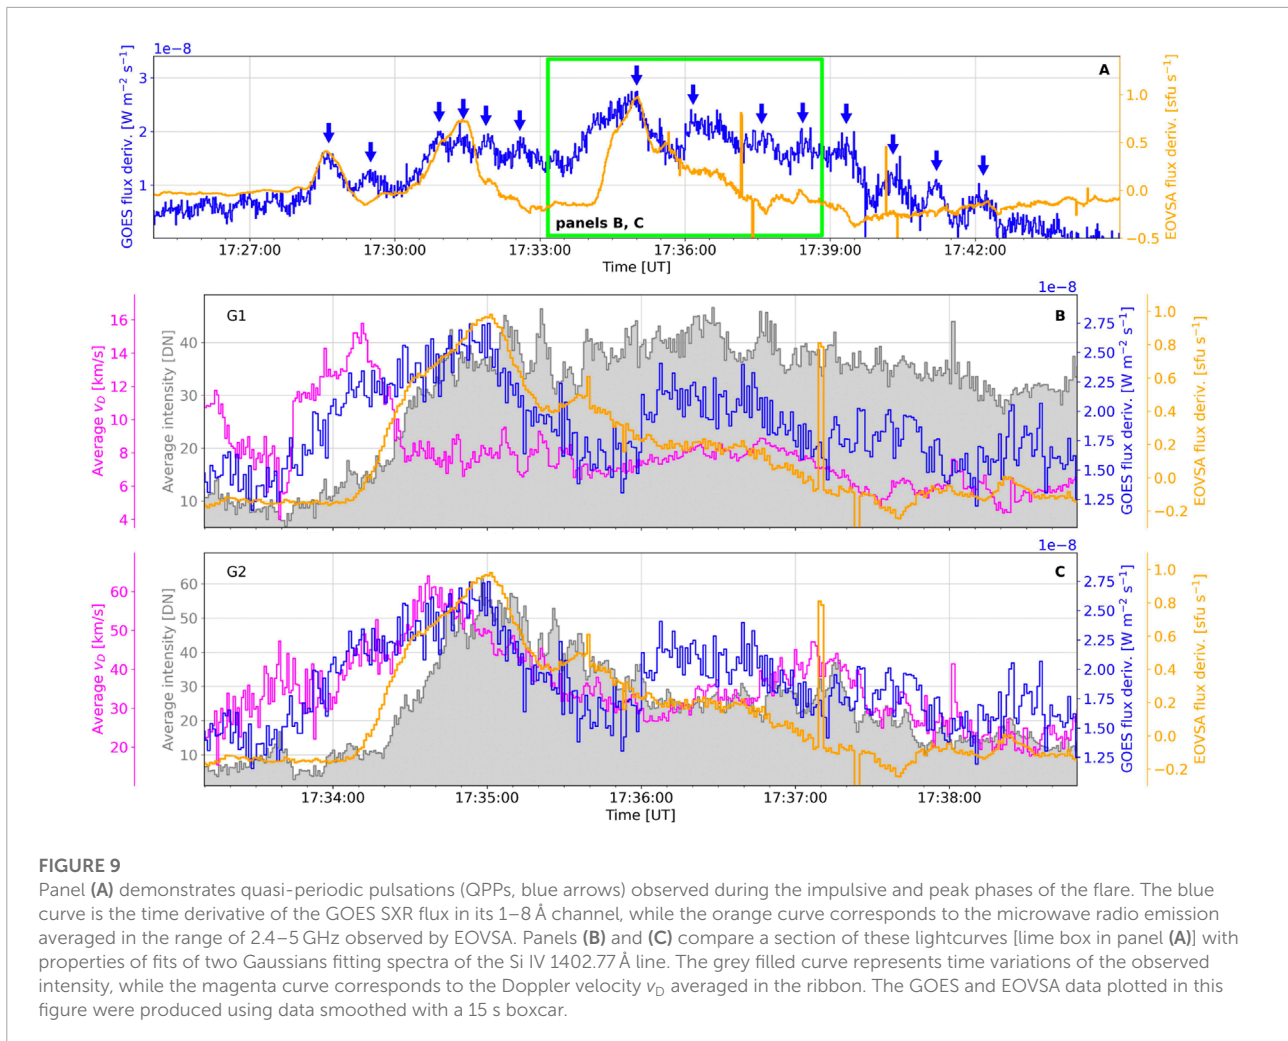 1e−8
A
GOES flux deriv. [W m−2 s−1]
3
2
1
EOVSA flux deriv. [sfu s−1]
1.0
0.5
0.0
−0.5
panels B, C
17:27:00 17:30:00 17:33:00 17:36:00 17:39:00 17:42:00
Time [UT]
1e−8
G1
B
Average vD [km/s]
16
14
12
10
8
6
4
Average intensity [DN]
40
30
20
10
GOES flux deriv. [W m−2 s−1]
2.75
2.50
2.25
2.00
1.75
1.50
1.25
EOVSA flux deriv. [sfu s−1]
1.0
0.8
0.6
0.4
0.2
0.0
−0.2
1e−8
G2
C
Average vD [km/s]
60
50
40
30
20
Average intensity [DN]
60
50
40
30
20
10
GOES flux deriv. [W m−2 s−1]
2.75
2.50
2.25
2.00
1.75
1.50
1.25
EOVSA flux deriv. [sfu s−1]
1.0
0.8
0.6
0.4
0.2
0.0
−0.2
17:34:00 17:35:00 17:36:00 17:37:00 17:38:00
Time [UT]
FIGURE 9
Panel (A) demonstrates quasi-periodic pulsations (QPPs, blue arrows) observed during the impulsive and peak phases of the flare. The blue
curve is the time derivative of the GOES SXR flux in its 1–8 Å channel, while the orange curve corresponds to the microwave radio emission
averaged in the range of 2.4–5 GHz observed by EOVSA. Panels (B) and (C) compare a section of these lightcurves [lime box in panel (A)] with
properties of fits of two Gaussians fitting spectra of the Si IV 1402.77 Å line. The grey filled curve represents time variations of the observed
intensity, while the magenta curve corresponds to the Doppler velocity vD averaged in the ribbon. The GOES and EOVSA data plotted in this
figure were produced using data smoothed with a 15 s boxcar.